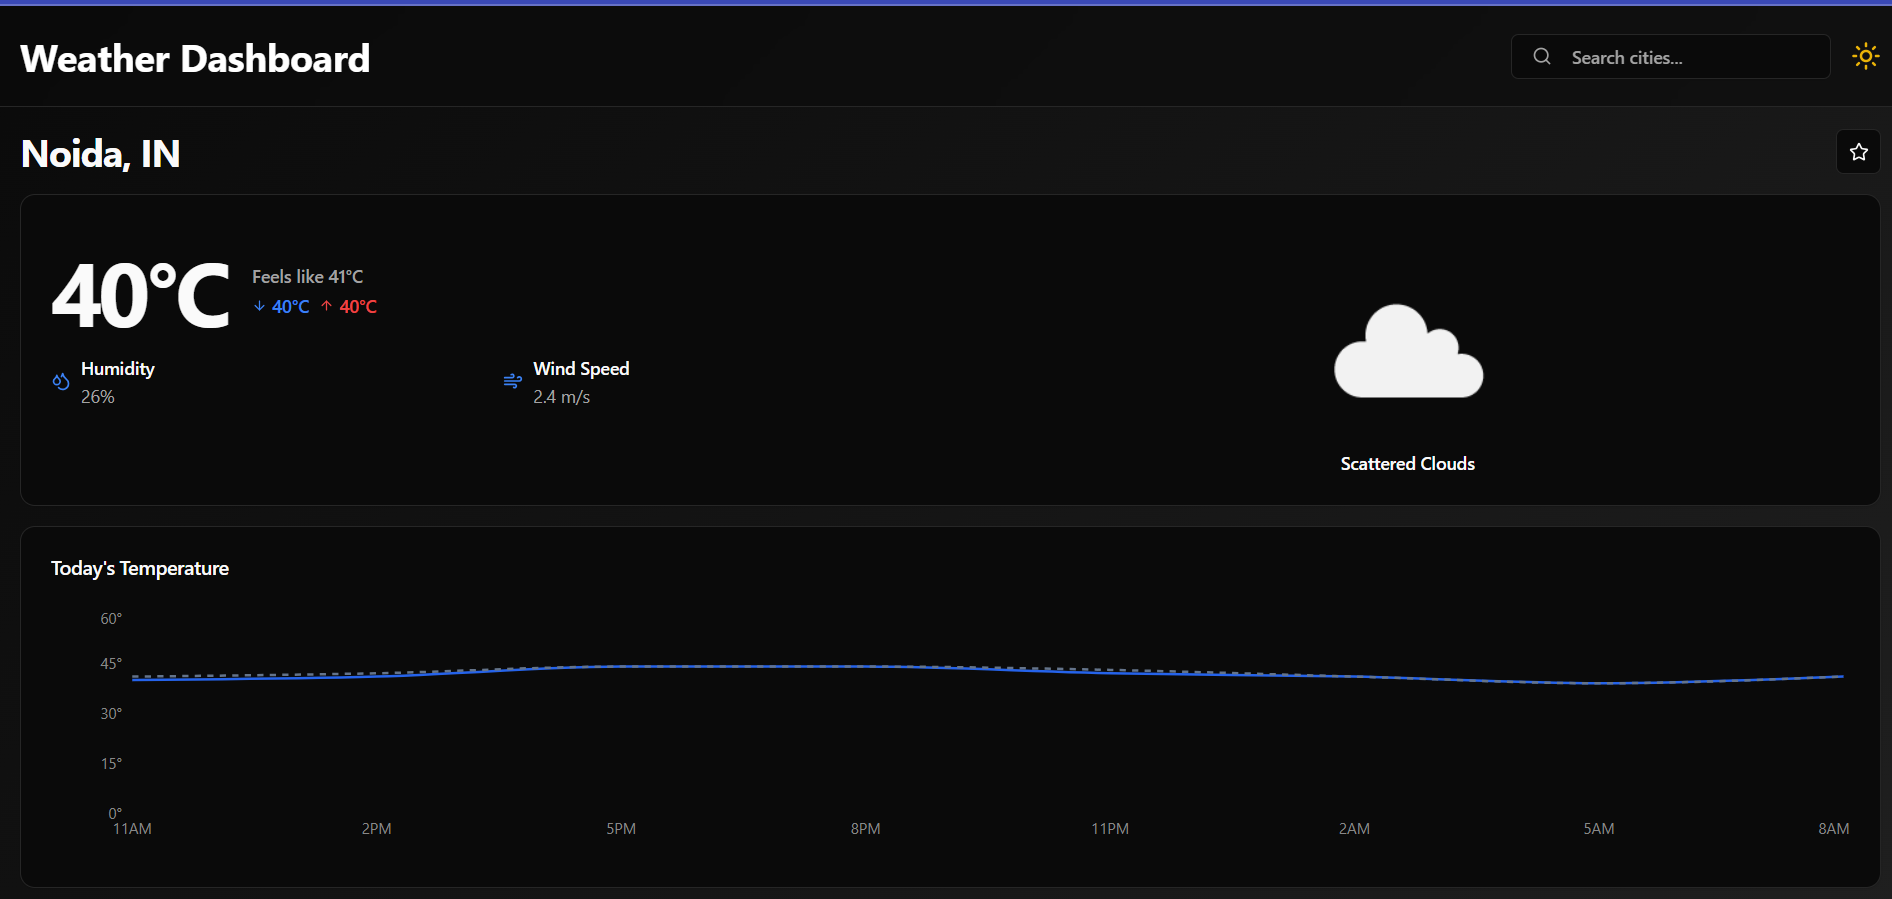 Weather Dashboard
Search cities...
Noida, IN
40°C
Feels like 41°C
↓ 40°C ↑ 40°C
Humidity
26%
Wind Speed
2.4 m/s
Scattered Clouds
Today's Temperature
60°
45°
30°
15°
0°
11AM 2PM 5PM 8PM 11PM 2AM 5AM 8AM